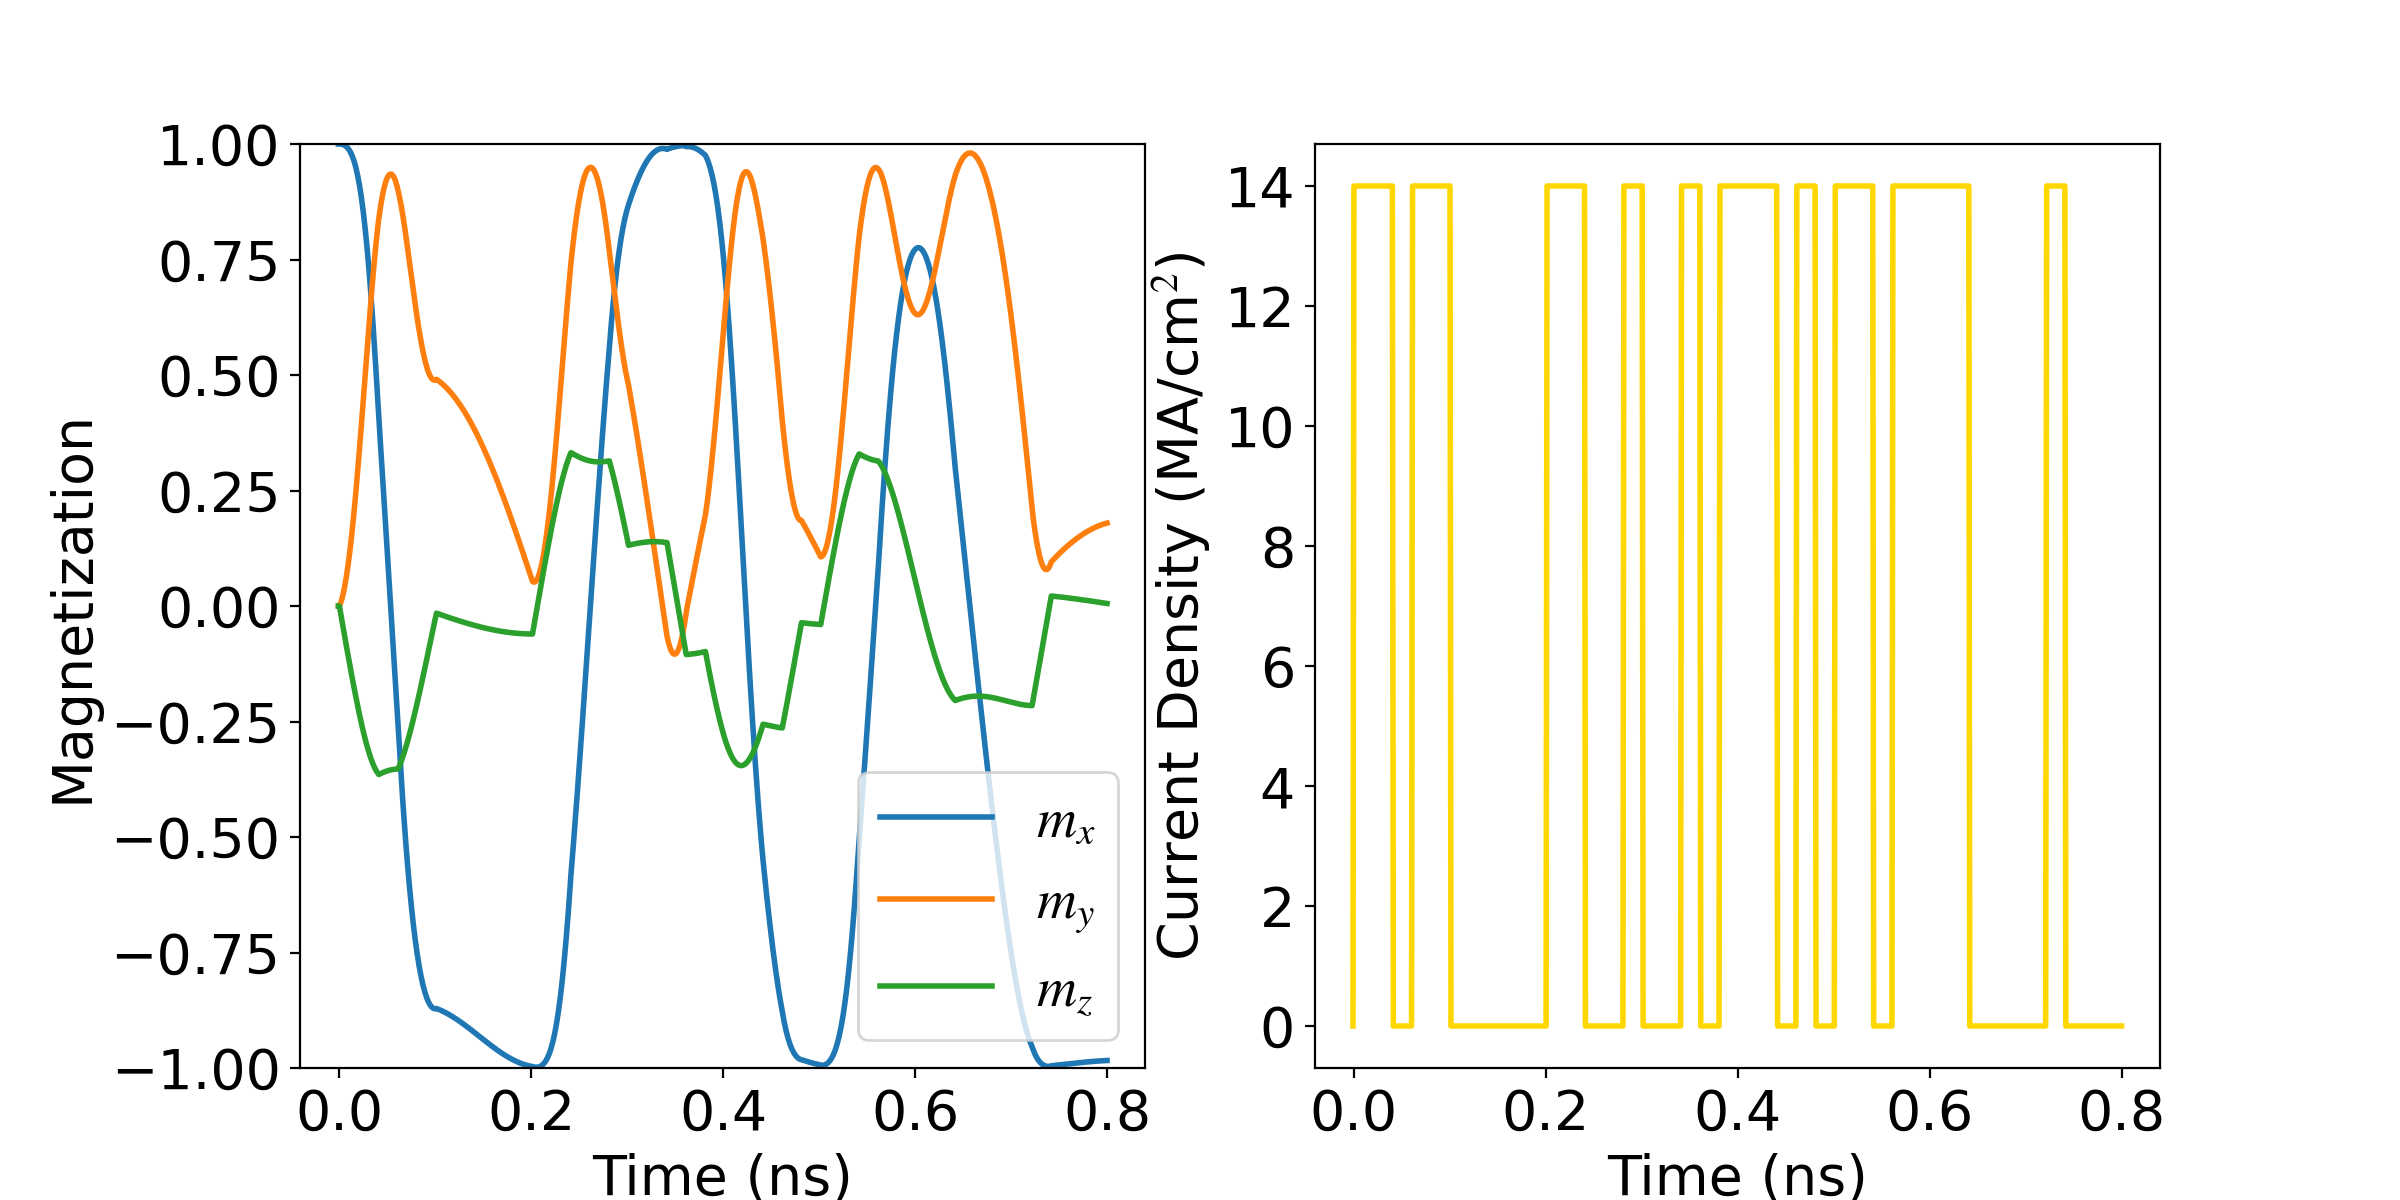 Magnetization
1.00
0.75
0.50
0.25
0.00
−0.25
−0.50
−0.75
−1.00
0.0 0.2 0.4 0.6 0.8
Time (ns)
m_x
m_y
m_z
Current Density (MA/cm²)
14
12
10
8
6
4
2
0
0.0 0.2 0.4 0.6 0.8
Time (ns)